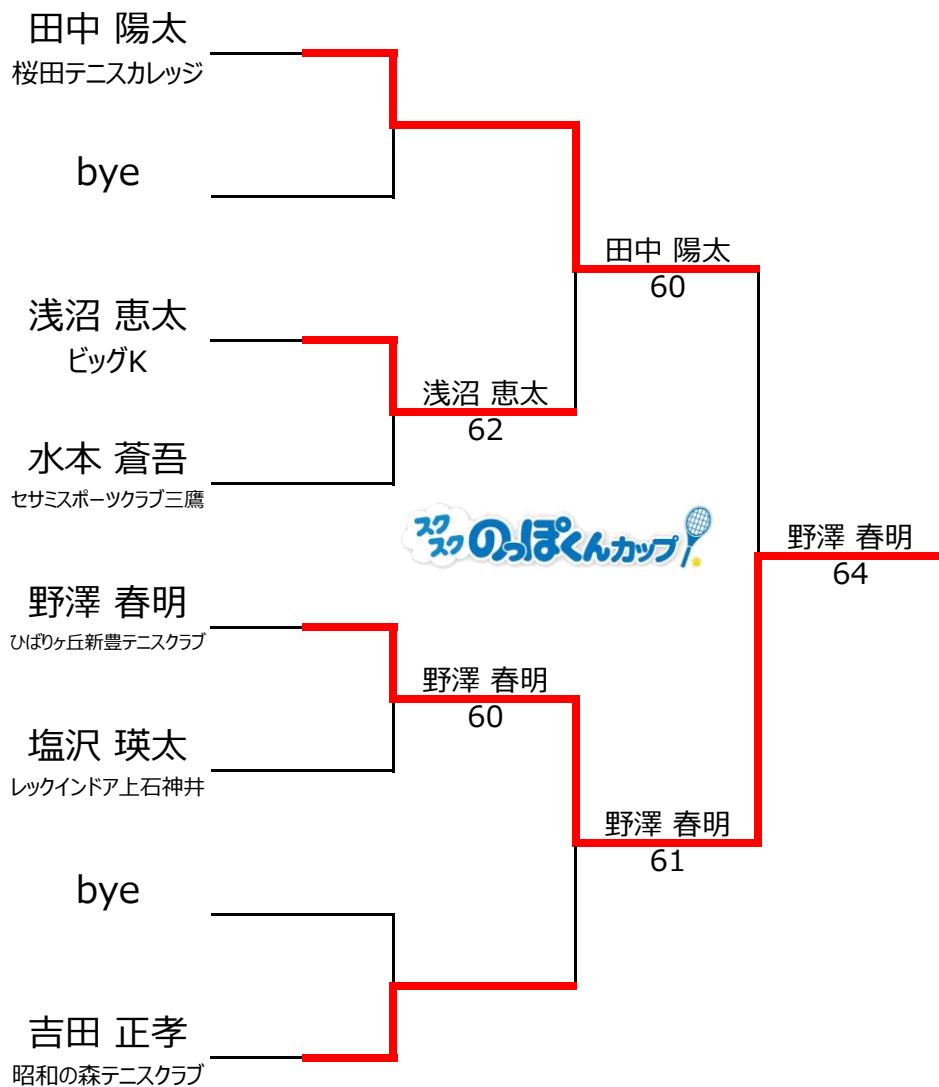 田中 陽太
桜田テニスカレッジ
bye
田中 陽太
60
浅沼 恵太
ビッグK
浅沼 恵太
62
水本 蒼吾
セサミスポーツクラブ三鷹
スクスク のっぽくんカップ
野澤 春明
64
野澤 春明
ひばりヶ丘新豊テニスクラブ
野澤 春明
60
塩沢 瑛太
レックインドア上石神井
野澤 春明
61
bye
吉田 正孝
昭和の森テニスクラブ